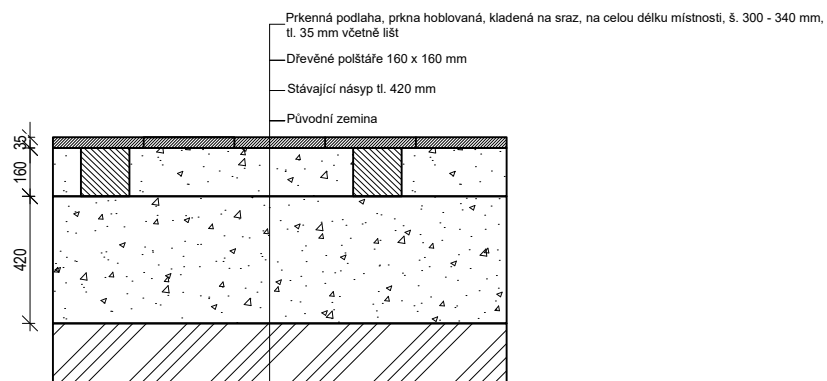 Prkenná podlaha, prkna hoblovaná, kladená na sraz, na celou délku místnosti, š. 300 - 340 mm,
tl. 35 mm včetně lišt
Dřevěné polštáře 160 x 160 mm
Stávající násyp tl. 420 mm
Původní zemina
35
160
420